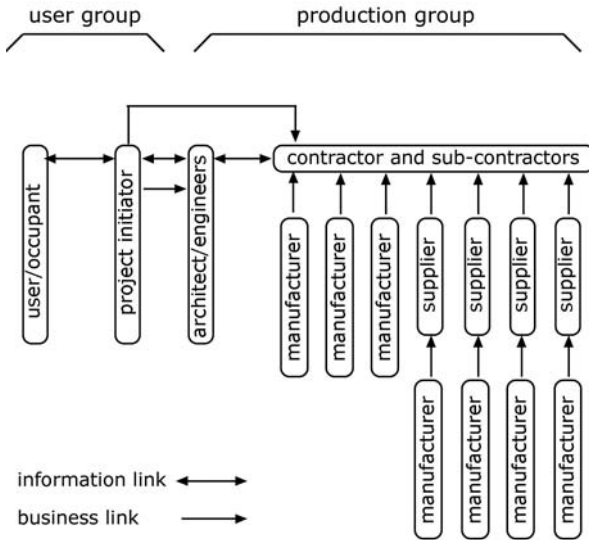 user group
production group
contractor and sub-contractors
user/occupant
project initiator
architect/engineers
manufacturer
manufacturer
manufacturer
supplier
supplier
supplier
supplier
manufacturer
manufacturer
manufacturer
manufacturer
information link
business link